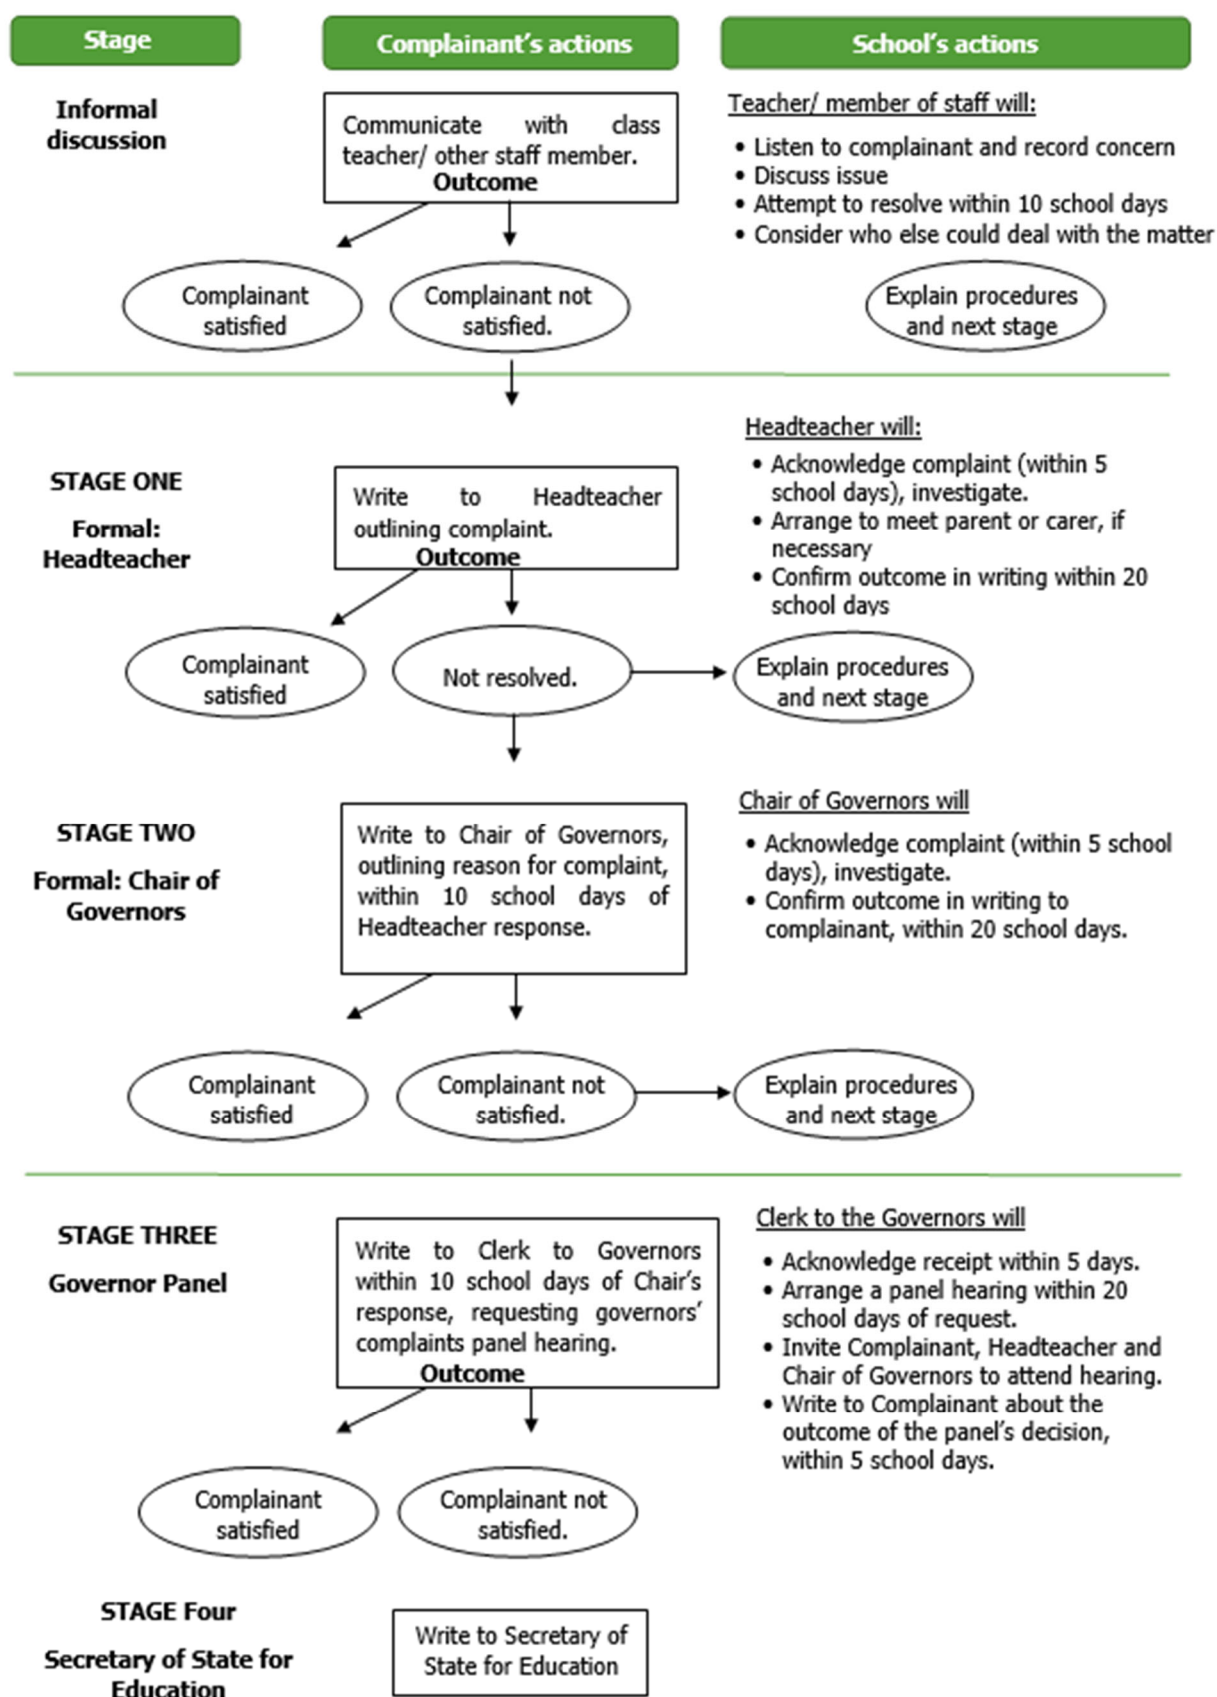 Stage
Complainant's actions
School's actions
Informal
discussion
Communicate with class
teacher/ other staff member.
Outcome
Teacher/ member of staff will:
• Listen to complainant and record concern
• Discuss issue
• Attempt to resolve within 10 school days
• Consider who else could deal with the matter
Complainant
satisfied
Complainant not
satisfied.
Explain procedures
and next stage
STAGE ONE
Formal:
Headteacher
Write to Headteacher
outlining complaint.
Outcome
Headteacher will:
• Acknowledge complaint (within 5
school days), investigate.
• Arrange to meet parent or carer, if
necessary
• Confirm outcome in writing within 20
school days
Complainant
satisfied
Not resolved.
Explain procedures
and next stage
STAGE TWO
Formal: Chair of
Governors
Write to Chair of Governors,
outlining reason for complaint,
within 10 school days of
Headteacher response.
Chair of Governors will
• Acknowledge complaint (within 5 school
days), investigate.
• Confirm outcome in writing to
complainant, within 20 school days.
Complainant
satisfied
Complainant not
satisfied.
Explain procedures
and next stage
STAGE THREE
Governor Panel
Write to Clerk to Governors
within 10 school days of Chair's
response, requesting governors'
complaints panel hearing.
Outcome
Clerk to the Governors will
• Acknowledge receipt within 5 days.
• Arrange a panel hearing within 20
school days of request.
• Invite Complainant, Headteacher and
Chair of Governors to attend hearing.
• Write to Complainant about the
outcome of the panel's decision,
within 5 school days.
Complainant
satisfied
Complainant not
satisfied.
STAGE Four
Secretary of State for
Education
Write to Secretary of
State for Education